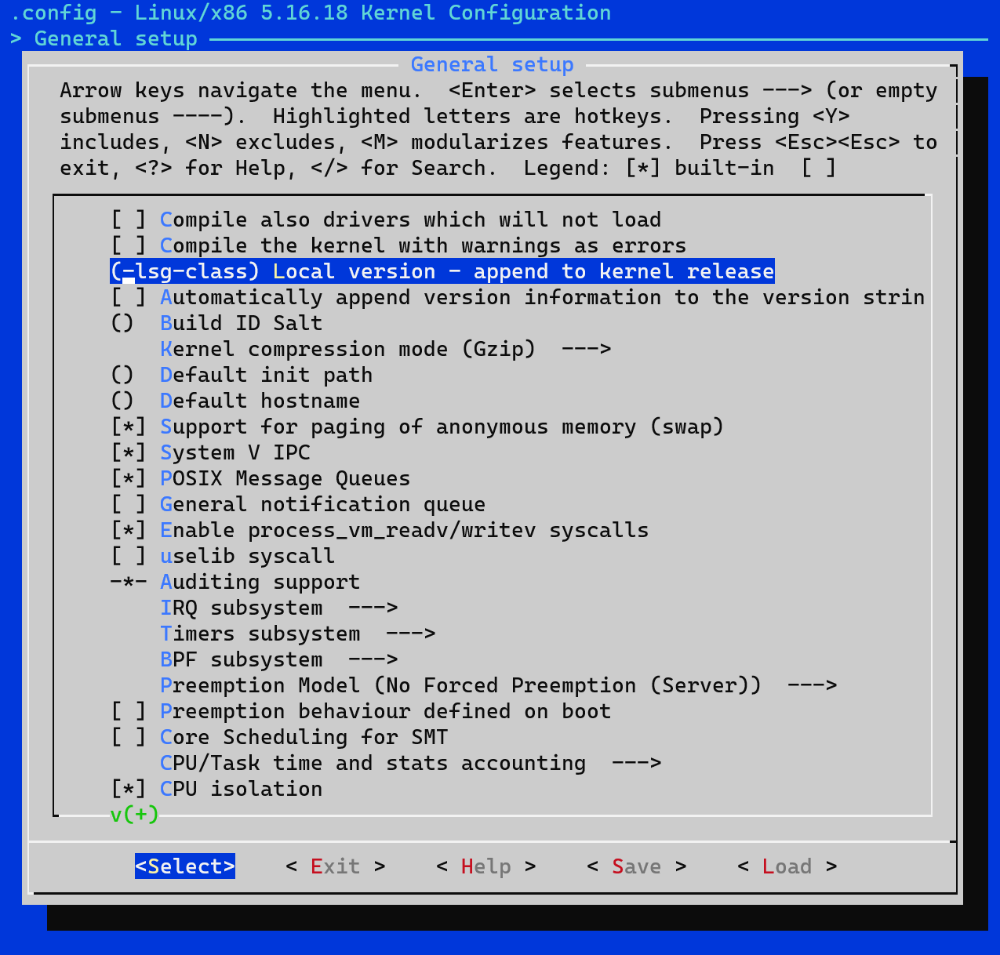 .config - Linux/x86 5.16.18 Kernel Configuration
> General setup
General setup
Arrow keys navigate the menu.  <Enter> selects submenus ---> (or empty
submenus ----).  Highlighted letters are hotkeys.  Pressing <Y>
includes, <N> excludes, <M> modularizes features.  Press <Esc><Esc> to
exit, <?> for Help, </> for Search.  Legend: [*] built-in  [ ]
[ ] Compile also drivers which will not load
[ ] Compile the kernel with warnings as errors
(-lsg-class) Local version - append to kernel release
[ ] Automatically append version information to the version strin
()  Build ID Salt
Kernel compression mode (Gzip)  --->
()  Default init path
()  Default hostname
[*] Support for paging of anonymous memory (swap)
[*] System V IPC
[*] POSIX Message Queues
[ ] General notification queue
[*] Enable process_vm_readv/writev syscalls
[ ] uselib syscall
-*- Auditing support
IRQ subsystem  --->
Timers subsystem  --->
BPF subsystem  --->
Preemption Model (No Forced Preemption (Server))  --->
[ ] Preemption behaviour defined on boot
[ ] Core Scheduling for SMT
CPU/Task time and stats accounting  --->
[*] CPU isolation
v(+)
<Select>    < Exit >    < Help >    < Save >    < Load >